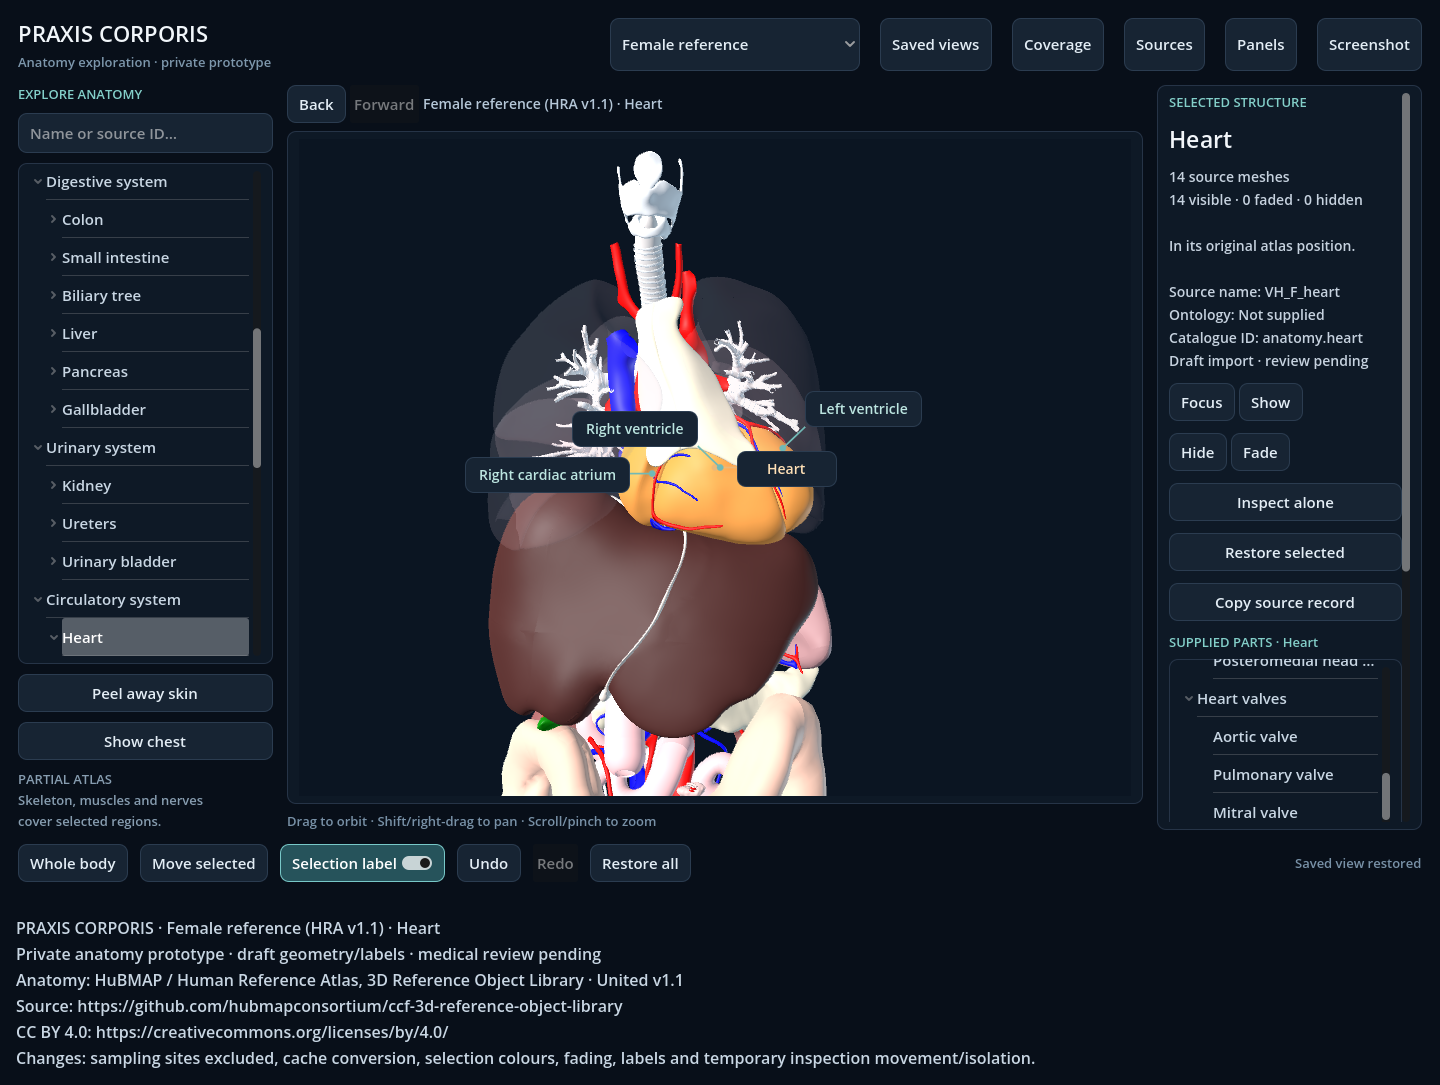 PRAXIS CORPORIS
Anatomy exploration · private prototype
Female reference
Saved views
Coverage
Sources
Panels
Screenshot
EXPLORE ANATOMY
Name or source ID...
Digestive system
Colon
Small intestine
Biliary tree
Liver
Pancreas
Gallbladder
Urinary system
Kidney
Ureters
Urinary bladder
Circulatory system
Heart
Peel away skin
Show chest
PARTIAL ATLAS
Skeleton, muscles and nerves
cover selected regions.
Back
Forward
Female reference (HRA v1.1) · Heart
Left ventricle
Right ventricle
Heart
Right cardiac atrium
Drag to orbit · Shift/right-drag to pan · Scroll/pinch to zoom
SELECTED STRUCTURE
Heart
14 source meshes
14 visible · 0 faded · 0 hidden
In its original atlas position.
Source name: VH_F_heart
Ontology: Not supplied
Catalogue ID: anatomy.heart
Draft import · review pending
Focus
Show
Hide
Fade
Inspect alone
Restore selected
Copy source record
SUPPLIED PARTS · Heart
Posteromedial head ...
Heart valves
Aortic valve
Pulmonary valve
Mitral valve
Whole body
Move selected
Selection label
Undo
Redo
Restore all
Saved view restored
PRAXIS CORPORIS · Female reference (HRA v1.1) · Heart
Private anatomy prototype · draft geometry/labels · medical review pending
Anatomy: HuBMAP / Human Reference Atlas, 3D Reference Object Library · United v1.1
Source: https://github.com/hubmapconsortium/ccf-3d-reference-object-library
CC BY 4.0: https://creativecommons.org/licenses/by/4.0/
Changes: sampling sites excluded, cache conversion, selection colours, fading, labels and temporary inspection movement/isolation.